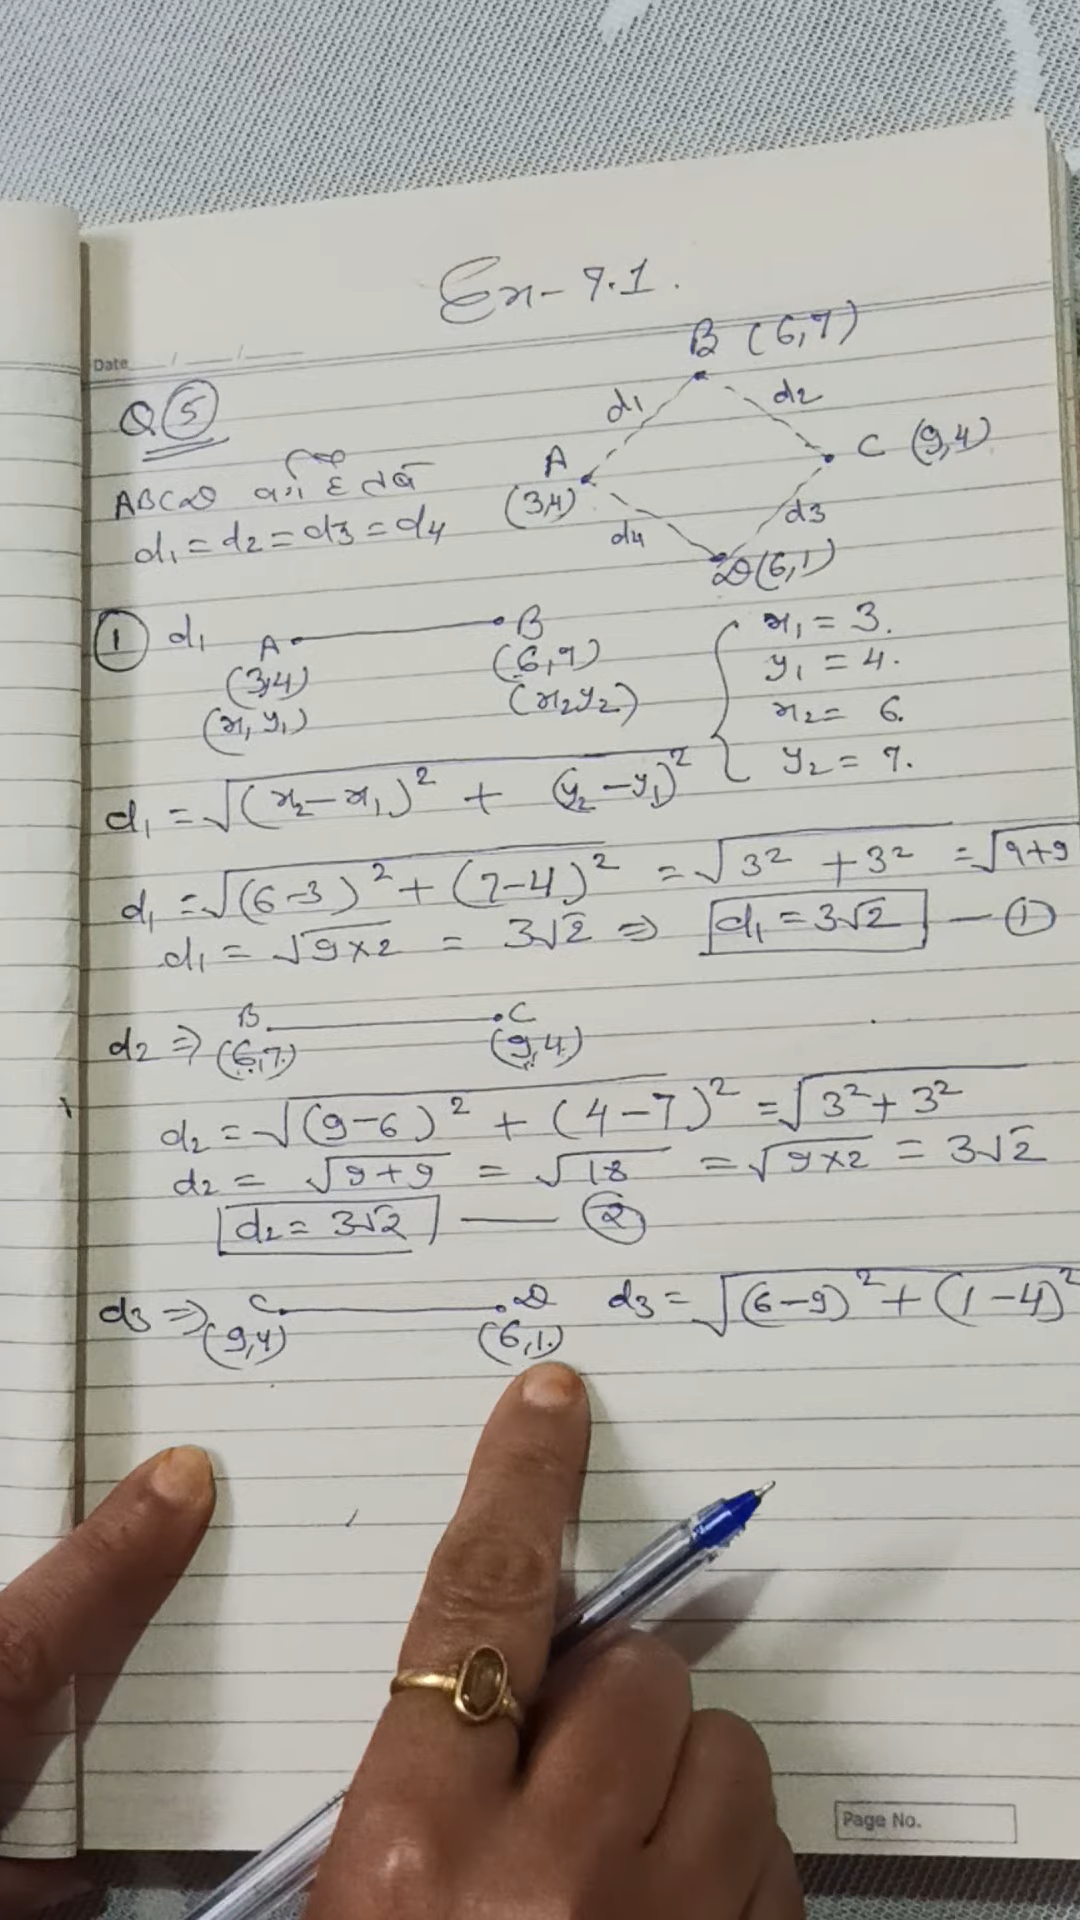 Ex-7.1.
Date
Q. 5
B (6,7)
d1
d2
A
(3,4)
C (9,4)
d4
d3
D(6,1)
ABCD वर्ग है तब
d1 = d2 = d3 = d4
① d1 A B
(3,4) (6,7)
(x1 y1) (x2 y2)
x1 = 3.
y1 = 4.
x2 = 6.
y2 = 7.
d1 = √(x2-x1)² + (y2-y1)²
d1 = √(6-3)² + (7-4)² = √3² + 3² = √9+9
d1 = √9×2 = 3√2 ⇒ d1 = 3√2 — ①
d2 ⇒ B C
(6,7) (9,4)
d2 = √(9-6)² + (4-7)² = √3² + 3²
d2 = √9+9 = √18 = √9×2 = 3√2
d2 = 3√2 — ②
d3 ⇒ C D d3 = √(6-9)² + (1-4)²
(9,4) (6,1)
Page No.